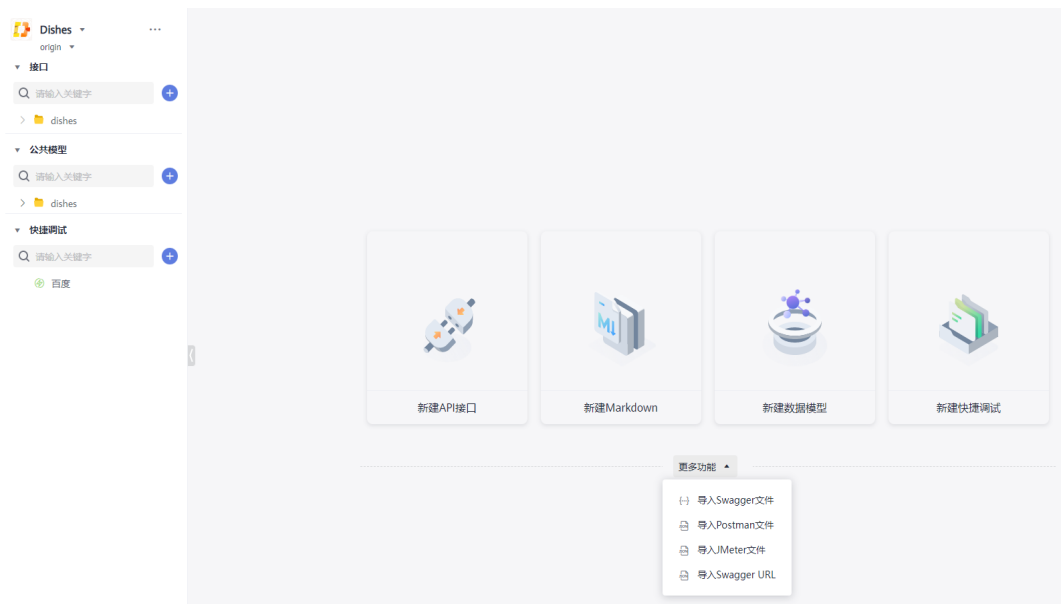 Dishes
origin
接口
请输入关键字
dishes
公共模型
请输入关键字
dishes
快捷调试
请输入关键字
百度
新建API接口
新建Markdown
新建数据模型
新建快捷调试
更多功能
导入Swagger文件
导入Postman文件
导入JMeter文件
导入Swagger URL